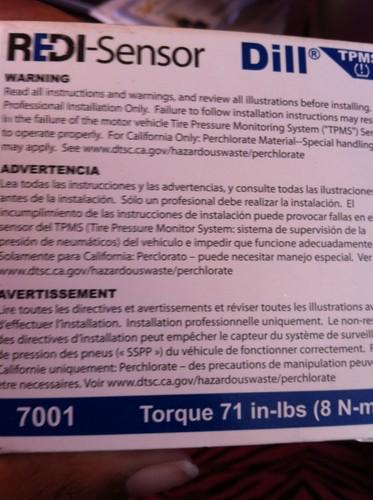 REDI-Sensor Dill® TPMS
WARNING
Read all instructions and warnings, and review all illustrations before installing.
Professional Installation Only. Failure to follow installation instructions may res
in the failure of the motor vehicle Tire Pressure Monitoring System ("TPMS") Sen
to operate properly. For California Only: Perchlorate Material--Special handling
may apply. See www.dtsc.ca.gov/hazardouswaste/perchlorate
ADVERTENCIA
Lea todas las instrucciones y las advertencias, y consulte todas las ilustraciones
antes de la instalación. Sólo un profesional debe realizar la instalación. El
incumplimiento de las instrucciones de instalación puede provocar fallas en e
sensor del TPMS (Tire Pressure Monitor System: sistema de supervisión de la
presión de neumáticos) del vehículo e impedir que funcione adecuadamente
Solamente para California: Perclorato – puede necesitar manejo especial. Ver
www.dtsc.ca.gov/hazardouswaste/perchlorate
AVERTISSEMENT
Lire toutes les directives et avertissements et réviser toutes les illustrations av
d'effectuer l'installation. Installation professionnelle uniquement. Le non-res
des directives d'installation peut empêcher le capteur du système de surveil
de pression des pneus (« SSPP ») du véhicule de fonctionner correctement. P
Californie uniquement: Perchlorate – des précautions de manipulation peuv
être necessaires. Voir www.dtsc.ca.gov/hazardouswaste/perchlorate
7001 Torque 71 in-lbs (8 N-m